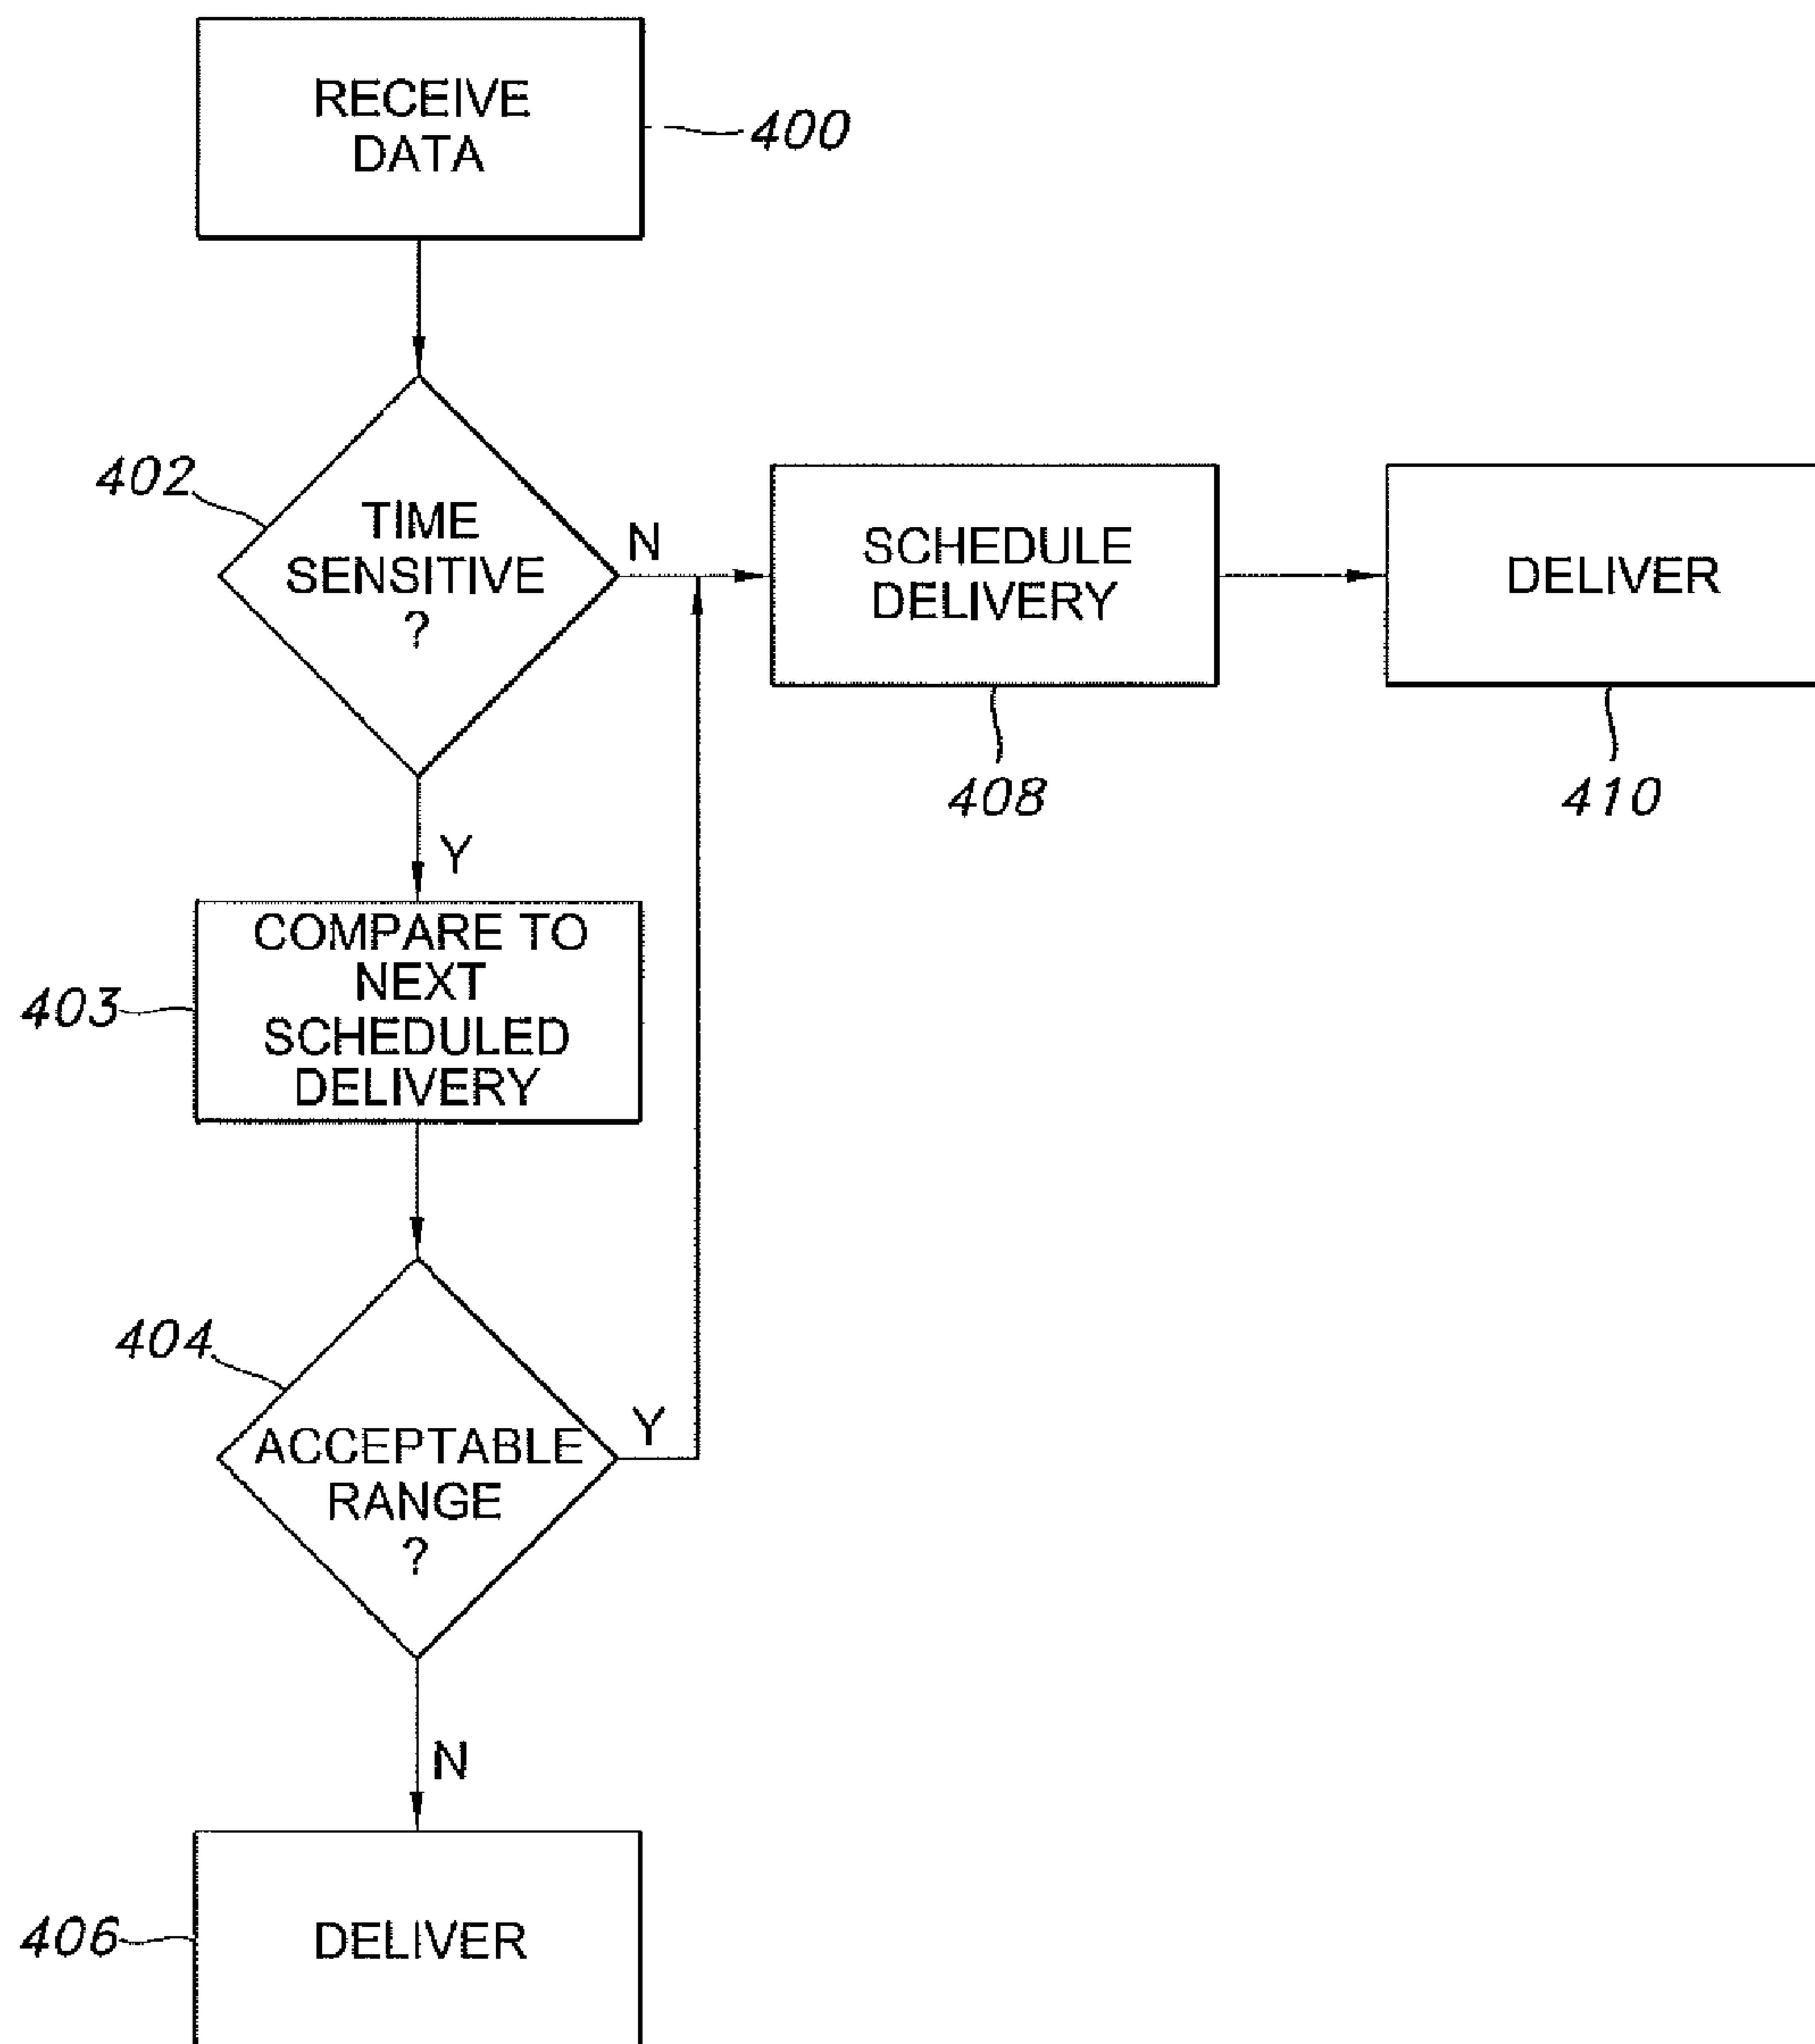 RECEIVE
DATA
400
402
TIME
SENSITIVE
?
N
SCHEDULE
DELIVERY
408
DELIVER
410
Y
403
COMPARE TO
NEXT
SCHEDULED
DELIVERY
404
ACCEPTABLE
RANGE
?
Y
N
406
DELIVER